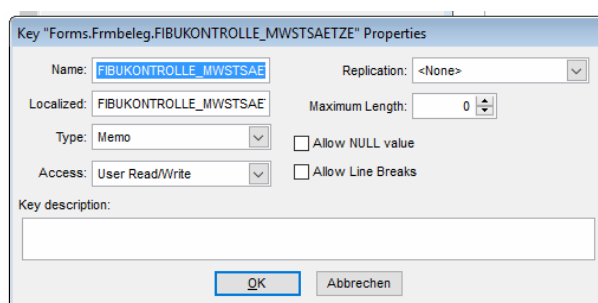 Key "Forms.Frmbeleg.FIBUKONTROLLE_MWSTSAETZE" Properties
Name: FIBUKONTROLLE_MWSTSAE
Replication: <None>
Localized: FIBUKONTROLLE_MWSTSAE
Maximum Length: 0
Type: Memo
Allow NULL value
Access: User Read/Write
Allow Line Breaks
Key description:
OK
Abbrechen